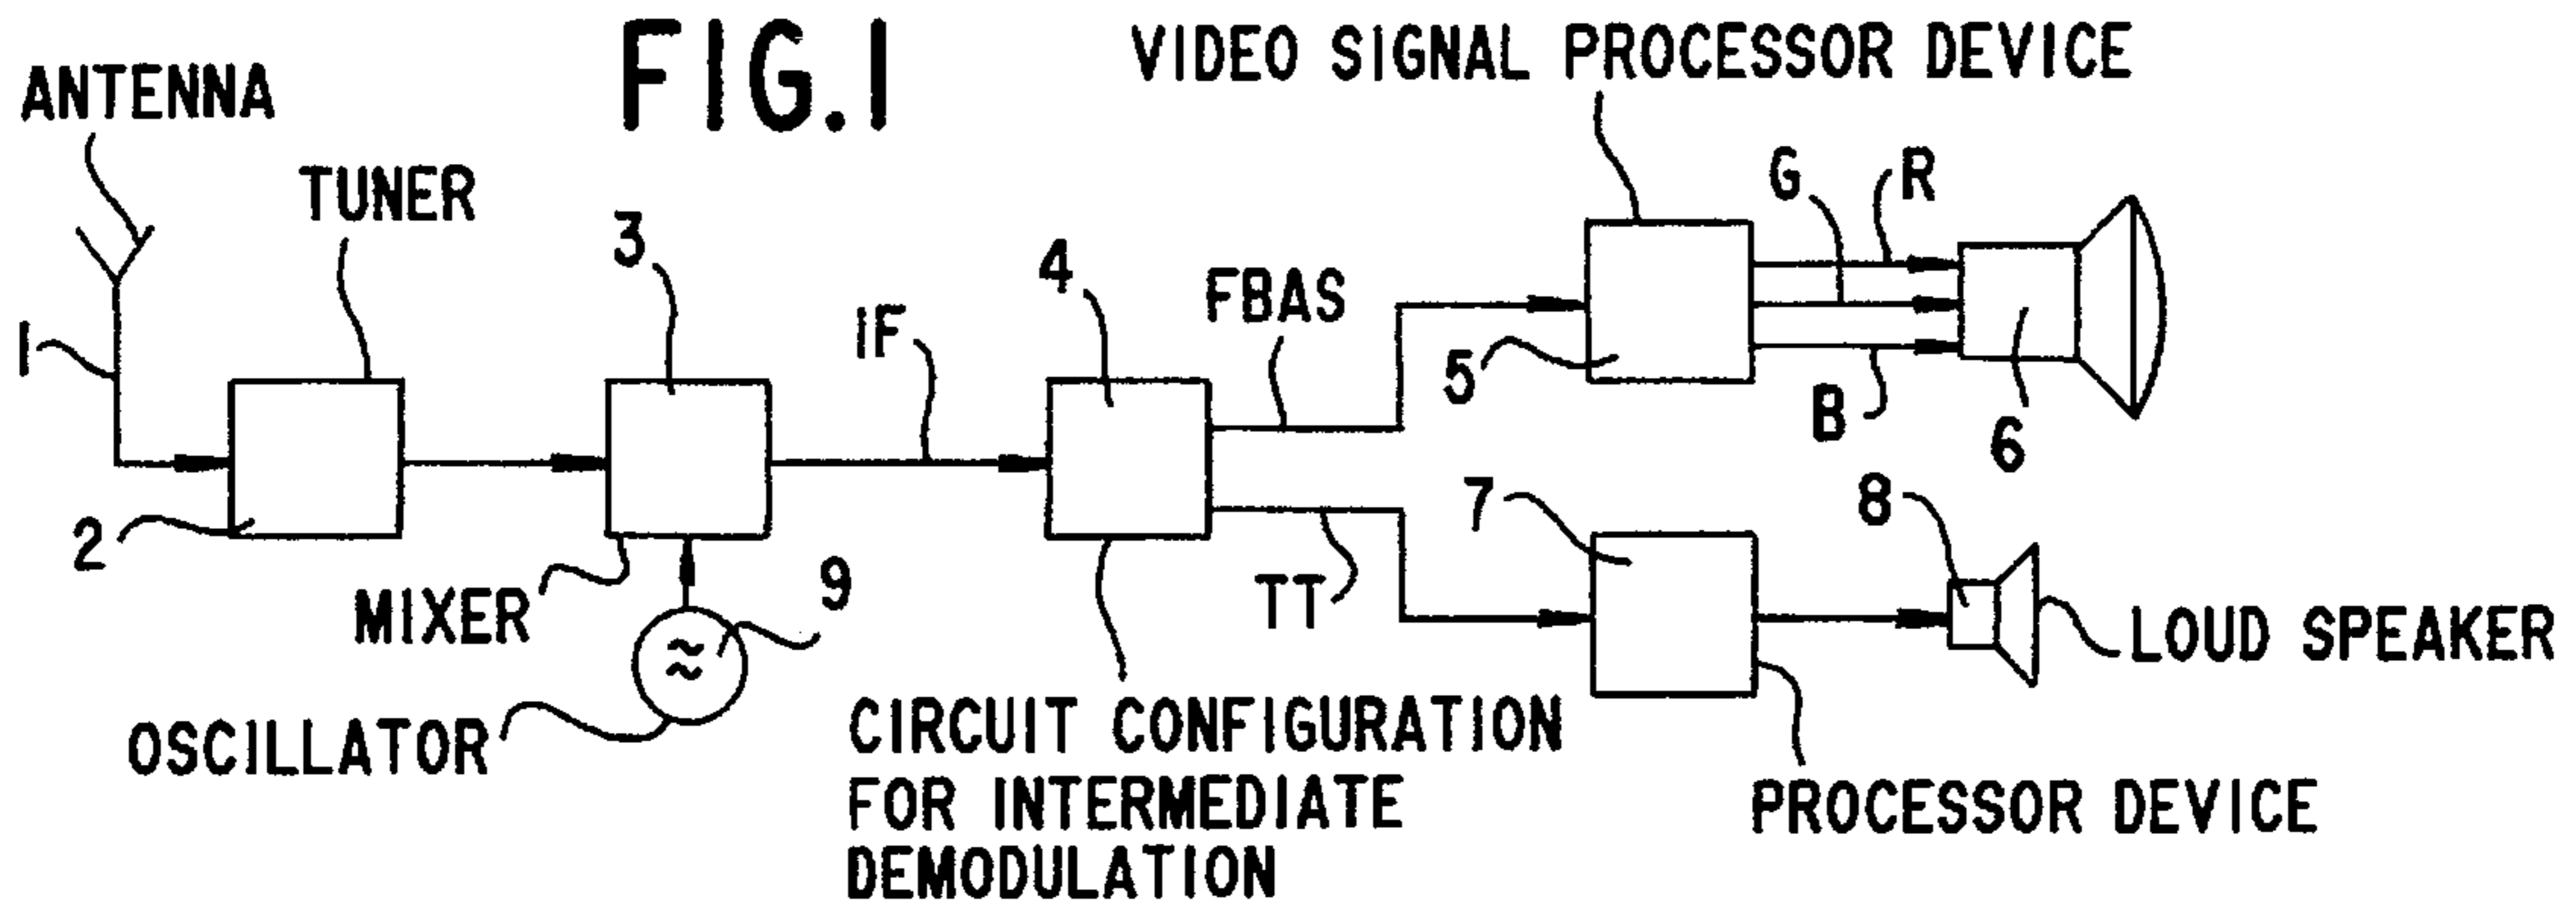 FIG.1
VIDEO SIGNAL PROCESSOR DEVICE
ANTENNA
TUNER
G
R
3
4
FBAS
IF
1
5
B
6
2
7
8
MIXER
9
TT
LOUD SPEAKER
OSCILLATOR
CIRCUIT CONFIGURATION
FOR INTERMEDIATE
DEMODULATION
PROCESSOR DEVICE